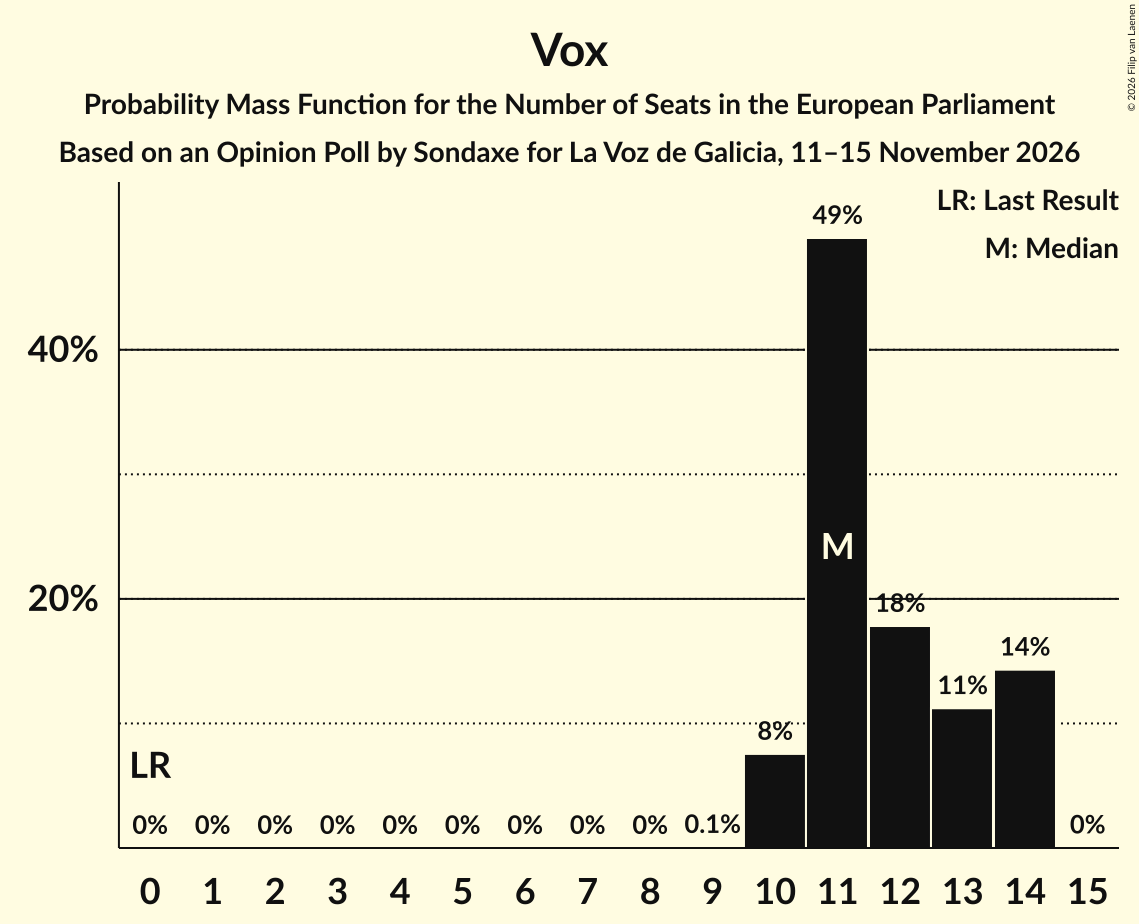 Vox
Probability Mass Function for the Number of Seats in the European Parliament
Based on an Opinion Poll by Sondaxe for La Voz de Galicia, 11–15 November 2026
© 2026 Filip van Laenen
LR: Last Result
M: Median
49%
40%
M
20%
18%
14%
11%
8%
LR
0% 0% 0% 0% 0% 0% 0% 0% 0% 0.1% 0%
0 1 2 3 4 5 6 7 8 9 10 11 12 13 14 15